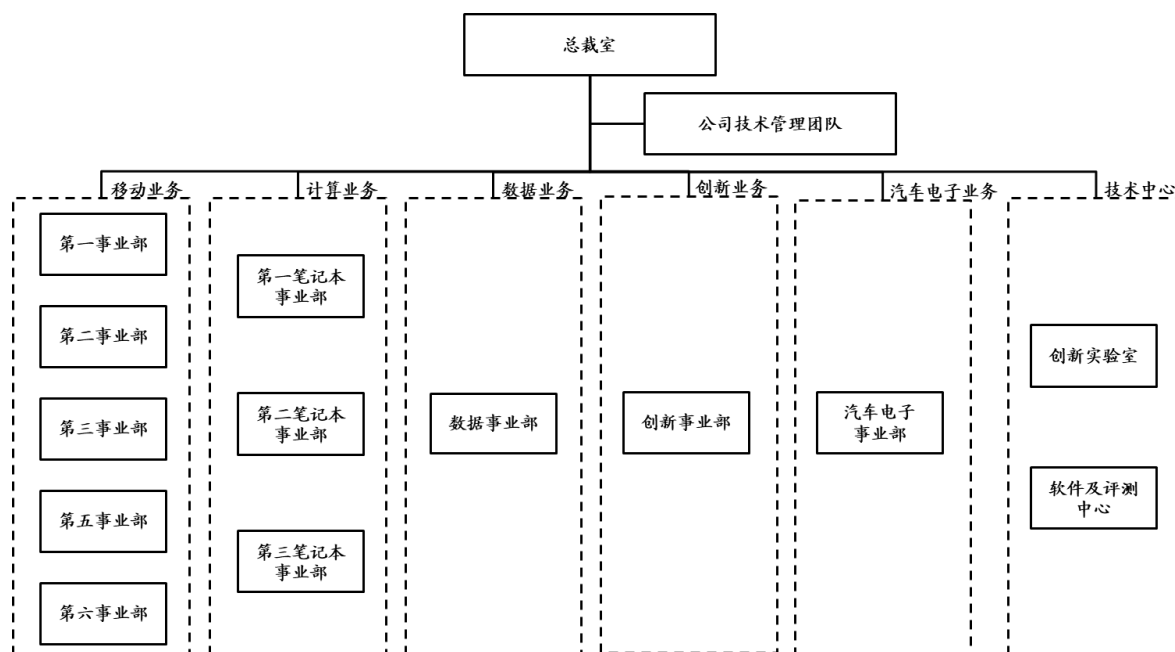 总裁室
公司技术管理团队
移动业务
计算业务
数据业务
创新业务
汽车电子业务
技术中心
第一事业部
第二事业部
第三事业部
第五事业部
第六事业部
第一笔记本
事业部
第二笔记本
事业部
第三笔记本
事业部
数据事业部
创新事业部
汽车电子
事业部
创新实验室
软件及评测
中心